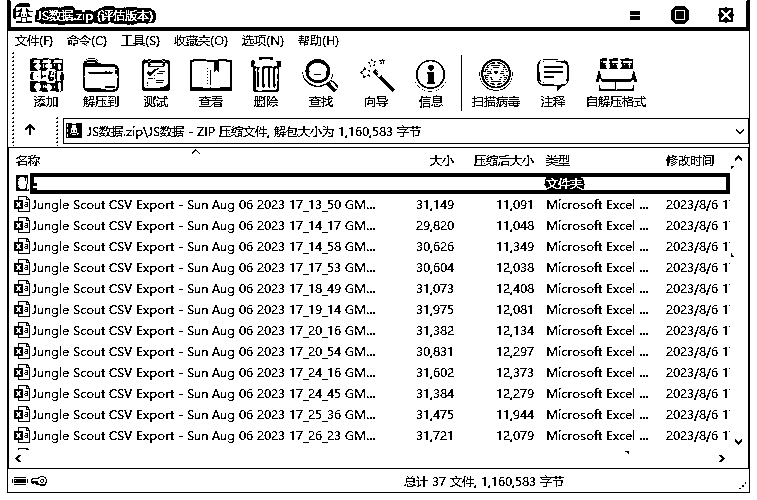 JS数据.zip (评估版本)
文件(F) 命令(C) 工具(S) 收藏夹(O) 选项(N) 帮助(H)
添加 解压到 测试 查看 删除 查找 向导 信息 扫描病毒 注释 自解压格式
JS数据.zip\JS数据 - ZIP 压缩文件, 解包大小为 1,160,583 字节
名称 大小 压缩后大小 类型 修改时间
文件夹
Jungle Scout CSV Export - Sun Aug 06 2023 17_13_50 GM... 31,149 11,091 Microsoft Excel ... 2023/8/6 1
Jungle Scout CSV Export - Sun Aug 06 2023 17_14_17 GM... 29,820 11,048 Microsoft Excel ... 2023/8/6 1
Jungle Scout CSV Export - Sun Aug 06 2023 17_14_58 GM... 30,626 11,349 Microsoft Excel ... 2023/8/6 1
Jungle Scout CSV Export - Sun Aug 06 2023 17_17_53 GM... 30,604 12,038 Microsoft Excel ... 2023/8/6 1
Jungle Scout CSV Export - Sun Aug 06 2023 17_18_49 GM... 31,073 12,408 Microsoft Excel ... 2023/8/6 1
Jungle Scout CSV Export - Sun Aug 06 2023 17_19_14 GM... 31,975 12,081 Microsoft Excel ... 2023/8/6 1
Jungle Scout CSV Export - Sun Aug 06 2023 17_20_16 GM... 31,382 12,134 Microsoft Excel ... 2023/8/6 1
Jungle Scout CSV Export - Sun Aug 06 2023 17_20_54 GM... 30,831 12,297 Microsoft Excel ... 2023/8/6 1
Jungle Scout CSV Export - Sun Aug 06 2023 17_24_16 GM... 31,602 12,373 Microsoft Excel ... 2023/8/6 1
Jungle Scout CSV Export - Sun Aug 06 2023 17_24_45 GM... 31,384 12,279 Microsoft Excel ... 2023/8/6 1
Jungle Scout CSV Export - Sun Aug 06 2023 17_25_36 GM... 31,475 11,944 Microsoft Excel ... 2023/8/6 1
Jungle Scout CSV Export - Sun Aug 06 2023 17_26_23 GM... 31,721 12,079 Microsoft Excel ... 2023/8/6 1
总计 37 文件, 1,160,583 字节